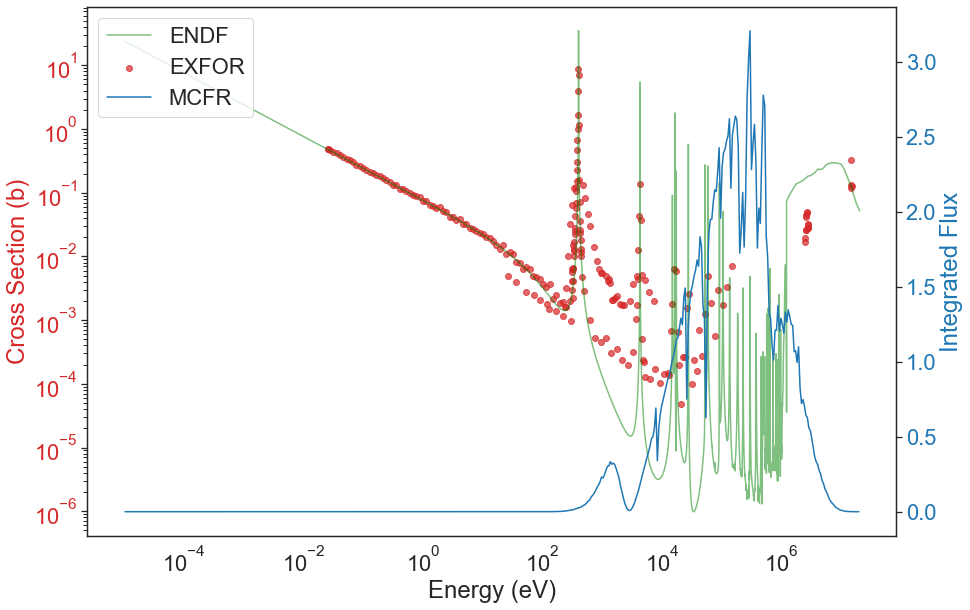 ENDF
EXFOR
MCFR
Cross Section (b)
10¹
10⁰
10⁻¹
10⁻²
10⁻³
10⁻⁴
10⁻⁵
10⁻⁶
3.0
2.5
2.0
1.5
1.0
0.5
0.0
Integrated Flux
10⁻⁴ 10⁻² 10⁰ 10² 10⁴ 10⁶
Energy (eV)